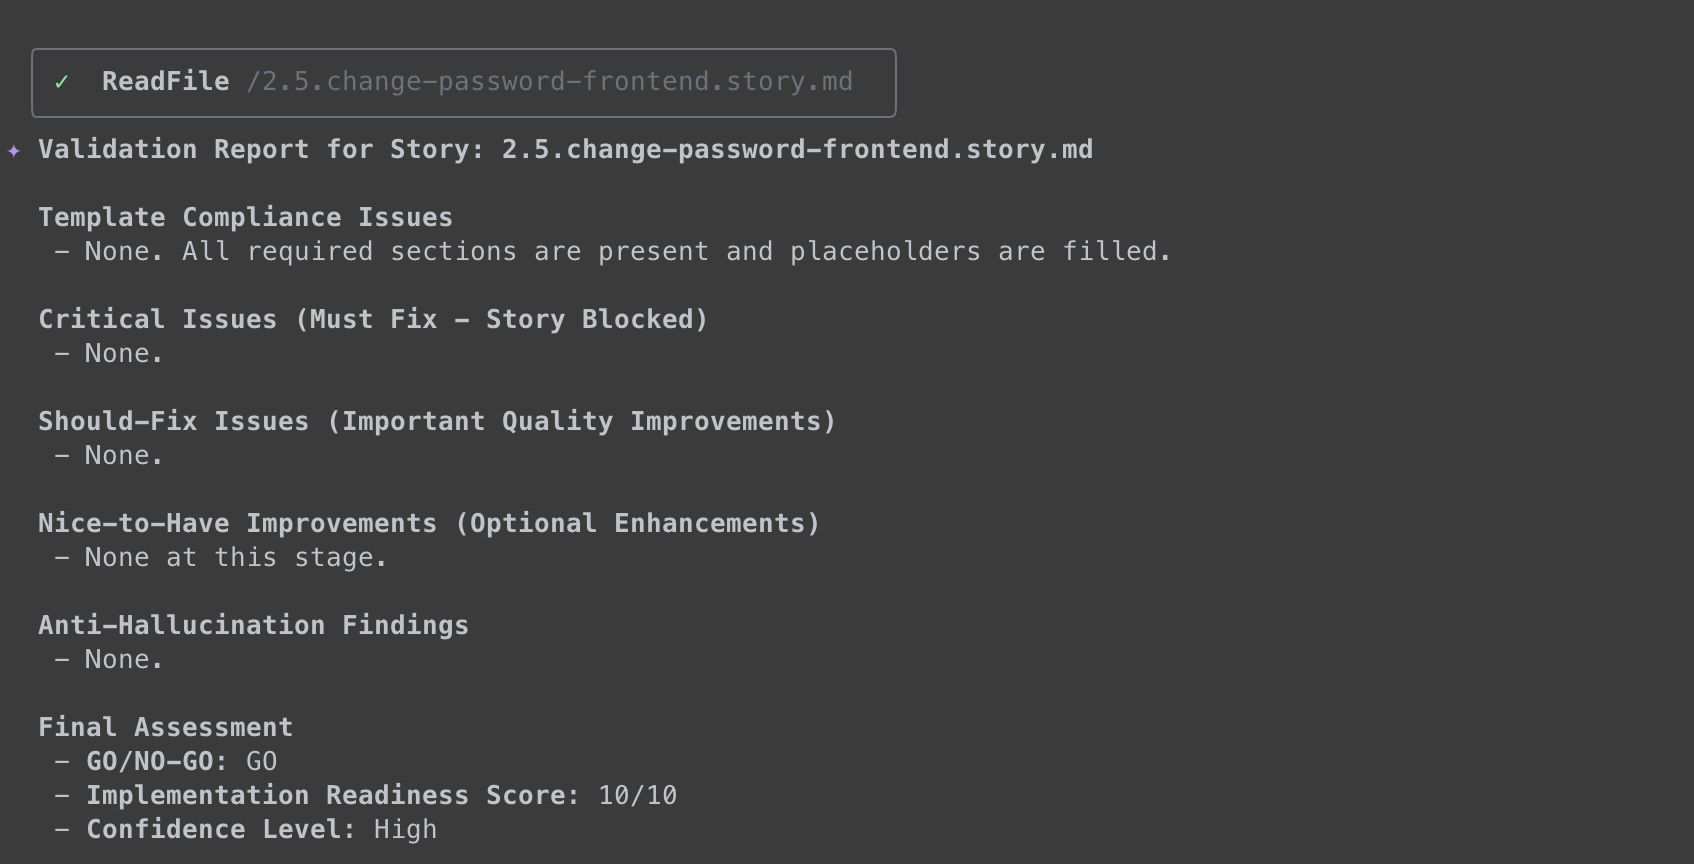 ✓ ReadFile /2.5.change-password-frontend.story.md
✦ Validation Report for Story: 2.5.change-password-frontend.story.md
Template Compliance Issues
- None. All required sections are present and placeholders are filled.
Critical Issues (Must Fix - Story Blocked)
- None.
Should-Fix Issues (Important Quality Improvements)
- None.
Nice-to-Have Improvements (Optional Enhancements)
- None at this stage.
Anti-Hallucination Findings
- None.
Final Assessment
- GO/NO-GO: GO
- Implementation Readiness Score: 10/10
- Confidence Level: High